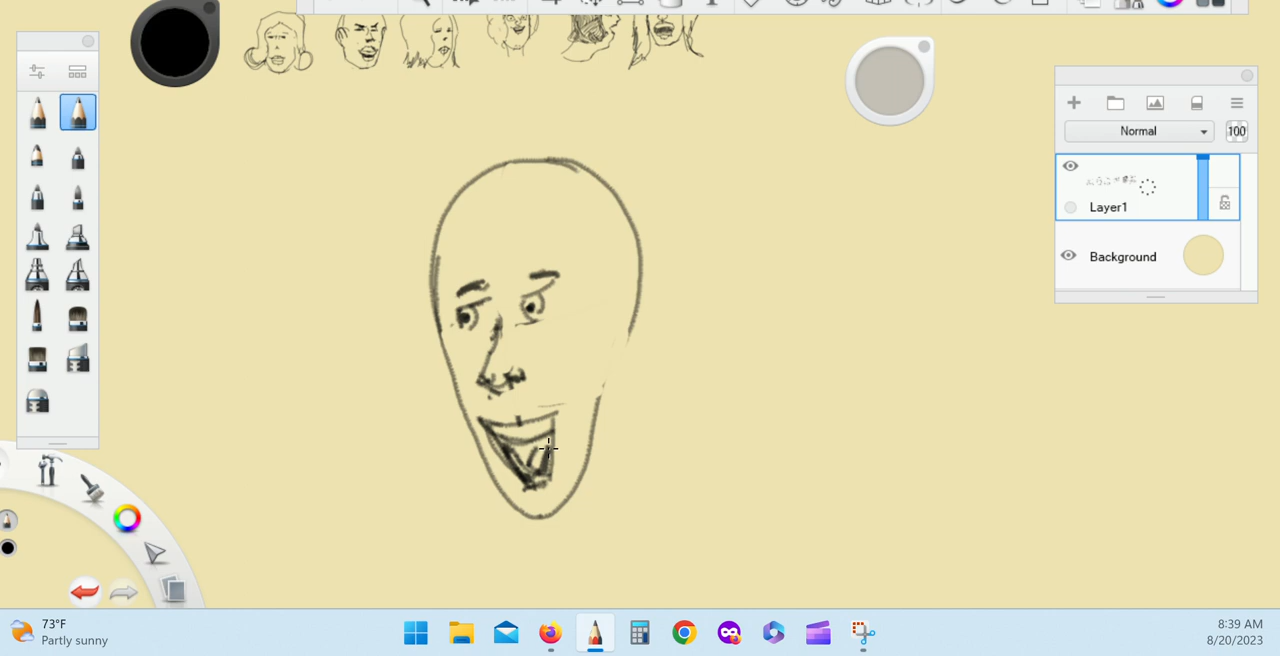 Normal
100
Layer1
Background
73°F
Partly sunny
8:39 AM
8/20/2023